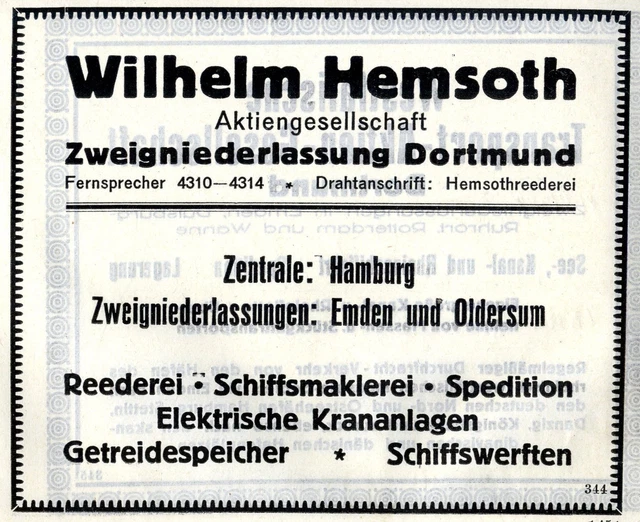 Wilhelm Hemsoth
Aktiengesellschaft
Zweigniederlassung Dortmund
Fernsprecher 4310—4314 * Drahtanschrift: Hemsothreederei
Zentrale: Hamburg
Zweigniederlassungen: Emden und Oldersum
Reederei • Schiffsmaklerei • Spedition
Elektrische Krananlagen
Getreidespeicher * Schiffswerften
344